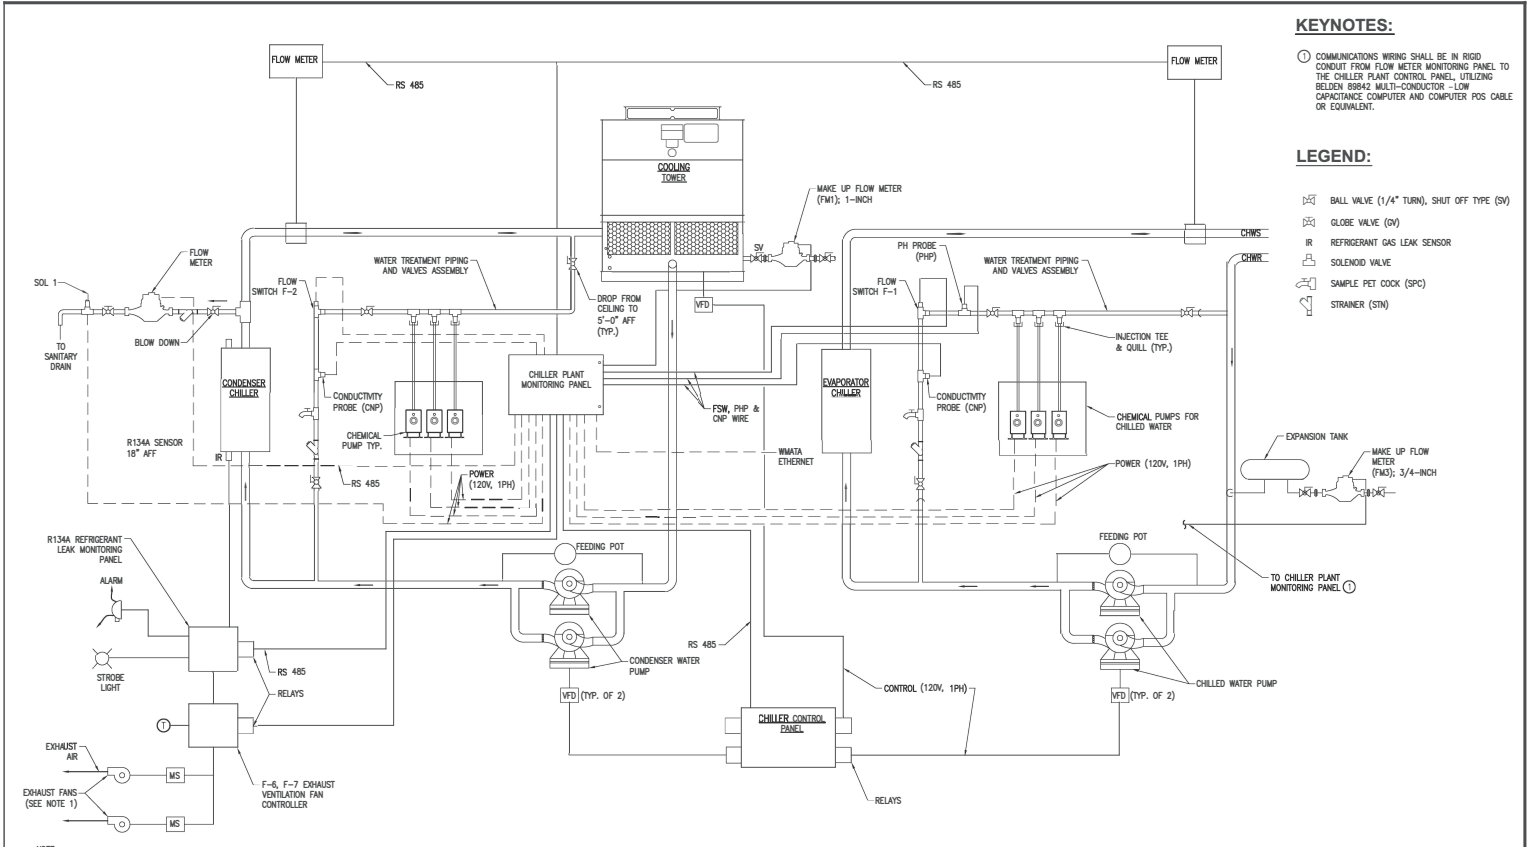 KEYNOTES:
1 COMMUNICATIONS WIRING SHALL BE IN RIGID
CONDUIT FROM FLOW METER MONITORING PANEL TO
THE CHILLER PLANT CONTROL PANEL, UTILIZING
BELDEN 89842 MULTI-CONDUCTOR -LOW
CAPACITANCE COMPUTER AND COMPUTER POS CABLE
OR EQUIVALENT.
LEGEND:
BALL VALVE (1/4" TURN), SHUT OFF TYPE (SV)
GLOBE VALVE (GV)
IR REFRIGERANT GAS LEAK SENSOR
SOLENOID VALVE
SAMPLE PET COCK (SPC)
STRAINER (STN)
FLOW METER
RS 485
RS 485
FLOW METER
COOLING
TOWER
MAKE UP FLOW METER
(FM1); 1-INCH
SV
PH PROBE
(PHP)
CHWS
CHWR
FLOW
METER
SOL 1
WATER TREATMENT PIPING
AND VALVES ASSEMBLY
WATER TREATMENT PIPING
AND VALVES ASSEMBLY
FLOW
SWITCH F-2
FLOW
SWITCH F-1
VFD
DROP FROM
CEILING TO
5'-0" AFF
(TYP.)
TO
SANITARY
DRAIN
BLOW DOWN
INJECTION TEE
& QUILL (TYP.)
CONDENSER
CHILLER
CHILLER PLANT
MONITORING PANEL
EVAPORATOR
CHILLER
CONDUCTIVITY
PROBE (CNP)
CONDUCTIVITY
PROBE (CNP)
FSW, PHP &
CNP WIRE
CHEMICAL PUMPS FOR
CHILLED WATER
R134A SENSOR
18" AFF
IR
CHEMICAL
PUMP TYP.
WMATA
ETHERNET
EXPANSION TANK
MAKE UP FLOW
METER
(FM3); 3/4-INCH
RS 485
POWER
(120V, 1PH)
POWER (120V, 1PH)
R134A REFRIGERANT
LEAK MONITORING
PANEL
FEEDING POT
FEEDING POT
ALARM
TO CHILLER PLANT
MONITORING PANEL 1
STROBE
LIGHT
RS 485
RELAYS
RS 485
CONDENSER WATER
PUMP
CHILLED WATER PUMP
CONTROL (120V, 1PH)
VFD (TYP. OF 2)
VFD (TYP. OF 2)
T
CHILLER CONTROL
PANEL
EXHAUST
AIR
MS
EXHAUST FANS
(SEE NOTE 1)
MS
F-6, F-7 EXHAUST
VENTILATION FAN
CONTROLLER
RELAYS